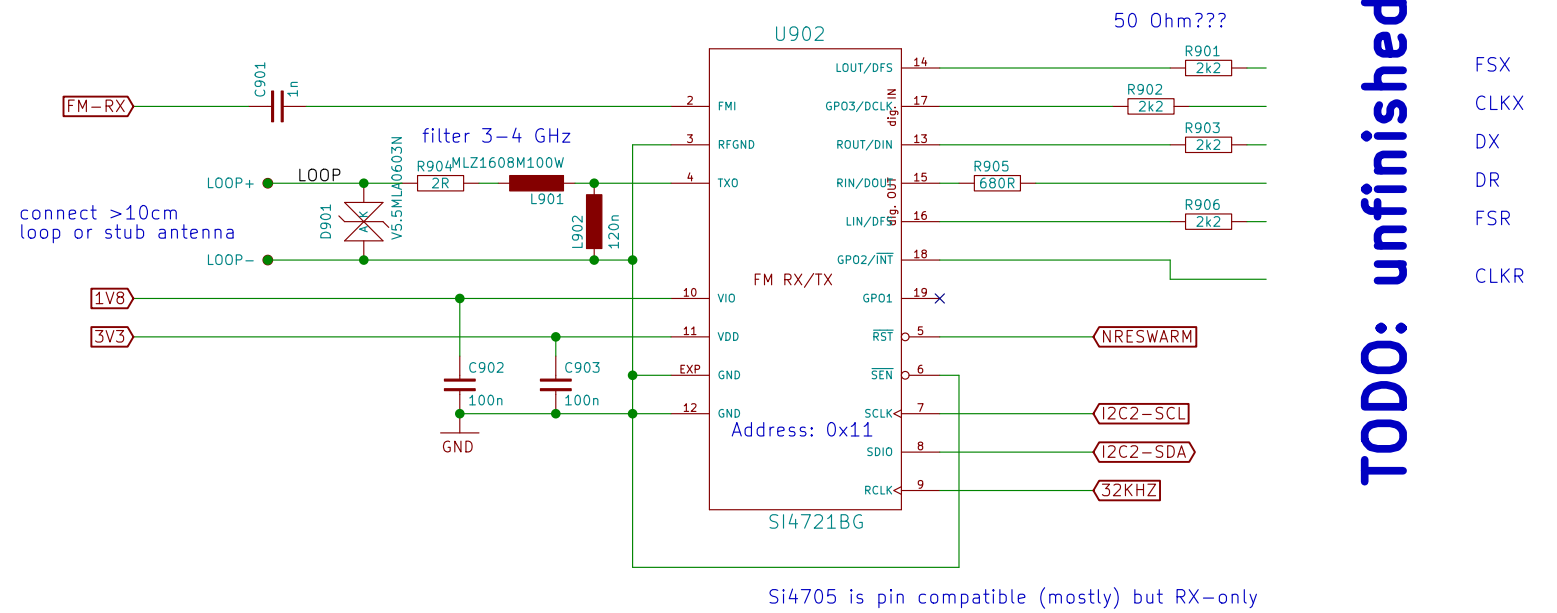 50 Ohm???
U902
R901
LOUT/DFS
14
2k2
FSX
C901
1n
R902
FM-RX
2
FMI
GPO3/DCLK
17
2k2
CLKX
dig. IN
filter 3-4 GHz
R903
3
RFGND
ROUT/DIN
13
2k2
DX
V5.5MLA0603N
R904
MLZ1608M100W
R905
LOOP+
LOOP
2R
4
TXO
RIN/DOUT
15
680R
DR
L901
dig. OUT
R906
connect >10cm
loop or stub antenna
D901
A
K
L902
120n
LIN/DFS
16
2k2
FSR
LOOP-
GPO2/INT
18
FM RX/TX
CLKR
1V8
10
VIO
GPO1
19
3V3
11
VDD
RST
5
NRESWARM
C902
100n
C903
100n
EXP
GND
SEN
6
12
GND
SCLK
7
I2C2-SCL
Address: 0x11
GND
SDIO
8
I2C2-SDA
RCLK
9
32KHZ
SI4721BG
Si4705 is pin compatible (mostly) but RX-only
TODO: unfinished